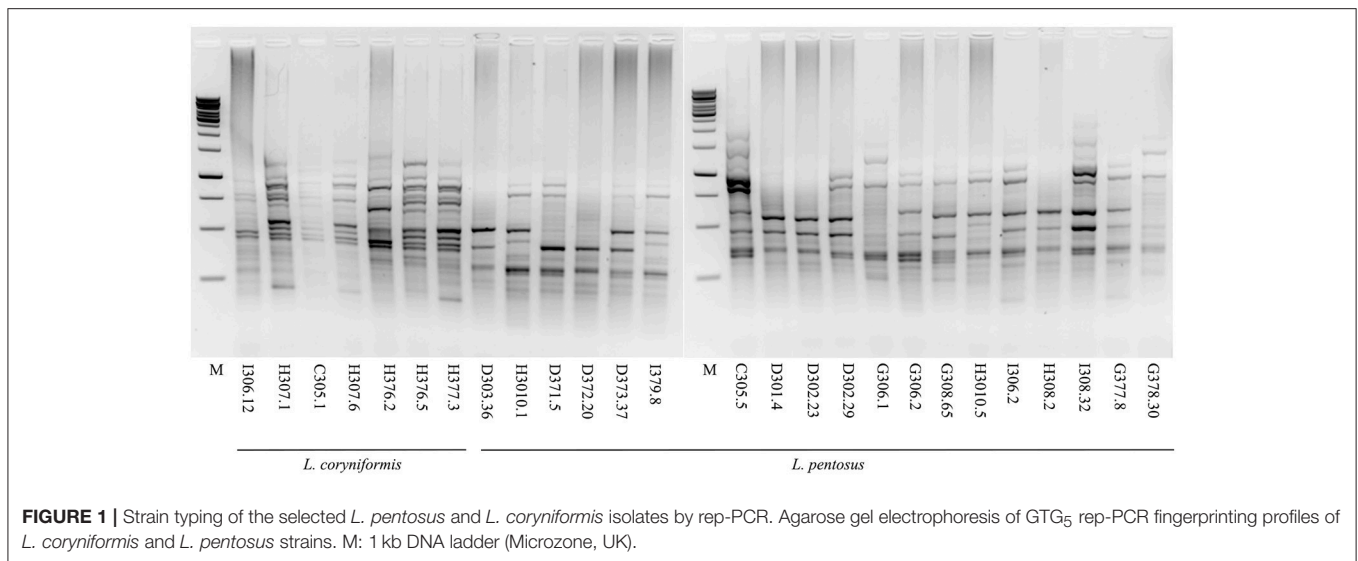 M I306.12 H307.1 C305.1 H307.6 H376.2 H376.5 H377.3 D303.36 H3010.1 D371.5 D372.20 D373.37 I379.8 M C305.5 D301.4 D302.23 D302.29 G306.1 G306.2 G308.65 H3010.5 I306.2 H308.2 I308.32 G377.8 G378.30
L. coryniformis L. pentosus
FIGURE 1 | Strain typing of the selected L. pentosus and L. coryniformis isolates by rep-PCR. Agarose gel electrophoresis of GTG5 rep-PCR fingerprinting profiles of
L. coryniformis and L. pentosus strains. M: 1 kb DNA ladder (Microzone, UK).